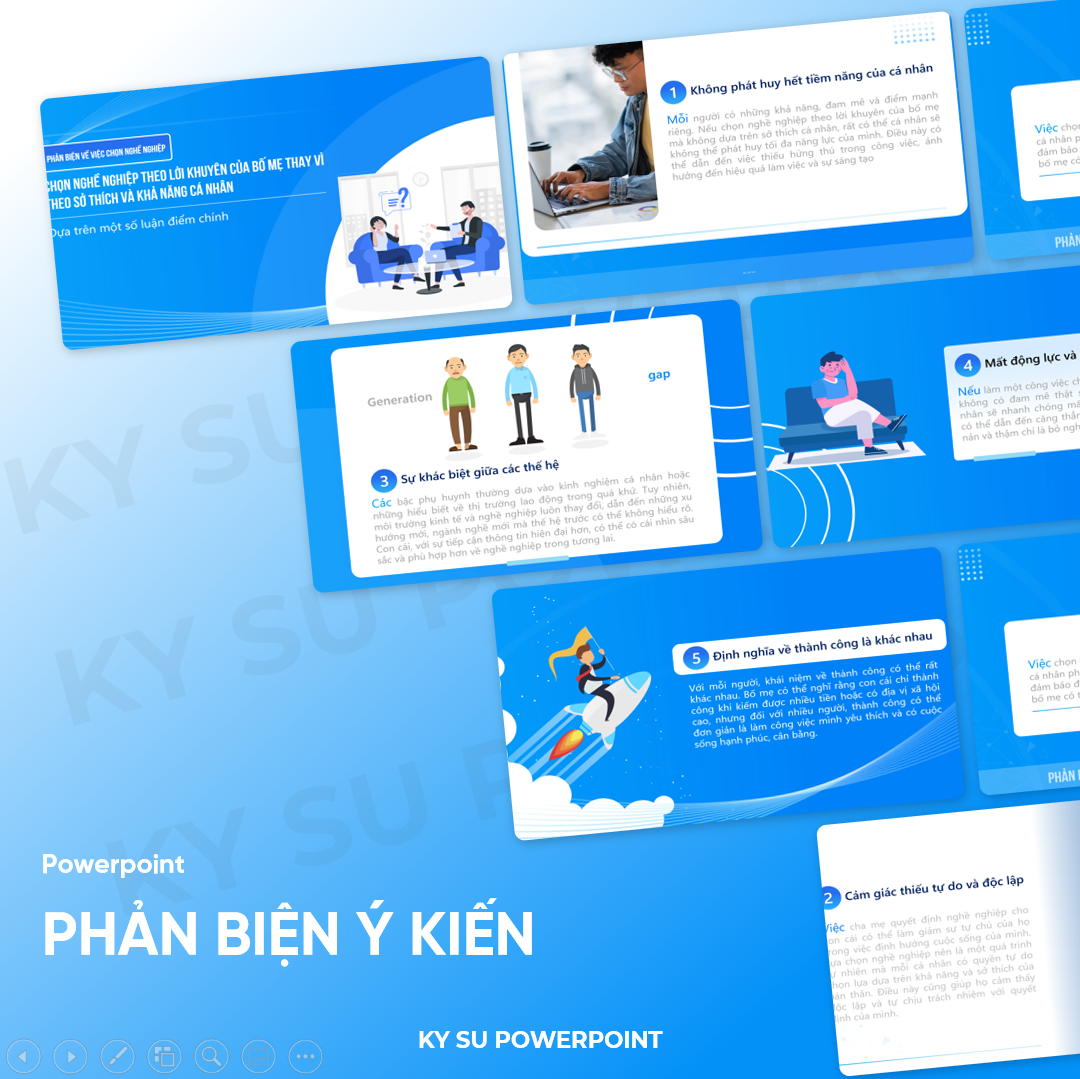 PHẢN BIỆN VỀ VIỆC CHỌN NGHỀ NGHIỆP
CHỌN NGHỀ NGHIỆP THEO LỜI KHUYÊN CỦA BỐ MẸ THAY VÌ
THEO SỞ THÍCH VÀ KHẢ NĂNG CÁ NHÂN
Dựa trên một số luận điểm chính
?
1 Không phát huy hết tiềm năng của cá nhân
Mỗi người có những khả năng, đam mê và điểm mạnh
riêng. Nếu chọn nghề nghiệp theo lời khuyên của bố mẹ
mà không dựa trên sở thích cá nhân, rất có thể cá nhân sẽ
không thể phát huy tối đa năng lực của mình. Điều này có
thể dẫn đến việc thiếu hứng thú trong công việc, ảnh
hưởng đến hiệu quả làm việc và sự sáng tạo
Việc chọn
cá nhân p
đảm bảo
bố mẹ có
PHẢN
Generation
gap
3 Sự khác biệt giữa các thế hệ
Các bậc phụ huynh thường dựa vào kinh nghiệm cá nhân hoặc
những hiểu biết về thị trường lao động trong quá khứ. Tuy nhiên,
môi trường kinh tế và nghề nghiệp luôn thay đổi, dẫn đến những xu
hướng mới, ngành nghề mới mà thế hệ trước có thể không hiểu rõ.
Con cái, với sự tiếp cận thông tin hiện đại hơn, có thể có cái nhìn sâu
sắc và phù hợp hơn về nghề nghiệp trong tương lai.
4 Mất động lực và
Nếu làm một công việc ch
không có đam mê thật s
nhân sẽ nhanh chóng mấ
có thể dẫn đến căng thẳn
nản và thậm chí là bỏ ngh
5 Định nghĩa về thành công là khác nhau
Với mỗi người, khái niệm về thành công có thể rất
khác nhau. Bố mẹ có thể nghĩ rằng con cái chỉ thành
công khi kiếm được nhiều tiền hoặc có địa vị xã hội
cao, nhưng đối với nhiều người, thành công có thể
đơn giản là làm công việc mình yêu thích và có cuộc
sống hạnh phúc, cân bằng.
Việc chọn
cá nhân ph
đảm bảo đ
bố mẹ có t
PHẢN
2 Cảm giác thiếu tự do và độc lập
Việc cha mẹ quyết định nghề nghiệp cho
con cái có thể làm giảm sự tự chủ của họ
trong việc định hướng cuộc sống của mình.
Lựa chọn nghề nghiệp nên là một quá trình
tự nhiên mà mỗi cá nhân có quyền tự do
chọn lựa dựa trên khả năng và sở thích của
bản thân. Điều này cũng giúp họ cảm thấy
độc lập và tự chịu trách nhiệm với quyết
định của mình.
KY SU
KY SU POW
KY SU P
Powerpoint
PHẢN BIỆN Ý KIẾN
KY SU POWERPOINT